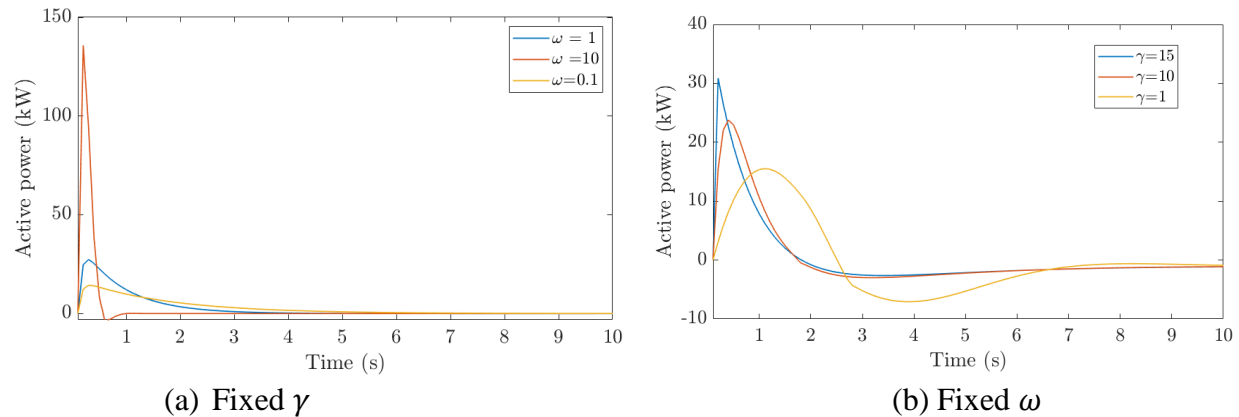 150
100
50
0
Active power (kW)
ω = 1
ω =10
ω=0.1
1 2 3 4 5 6 7 8 9 10
Time (s)
(a) Fixed γ
40
30
20
10
0
-10
Active power (kW)
γ=15
γ=10
γ=1
1 2 3 4 5 6 7 8 9 10
Time (s)
(b) Fixed ω